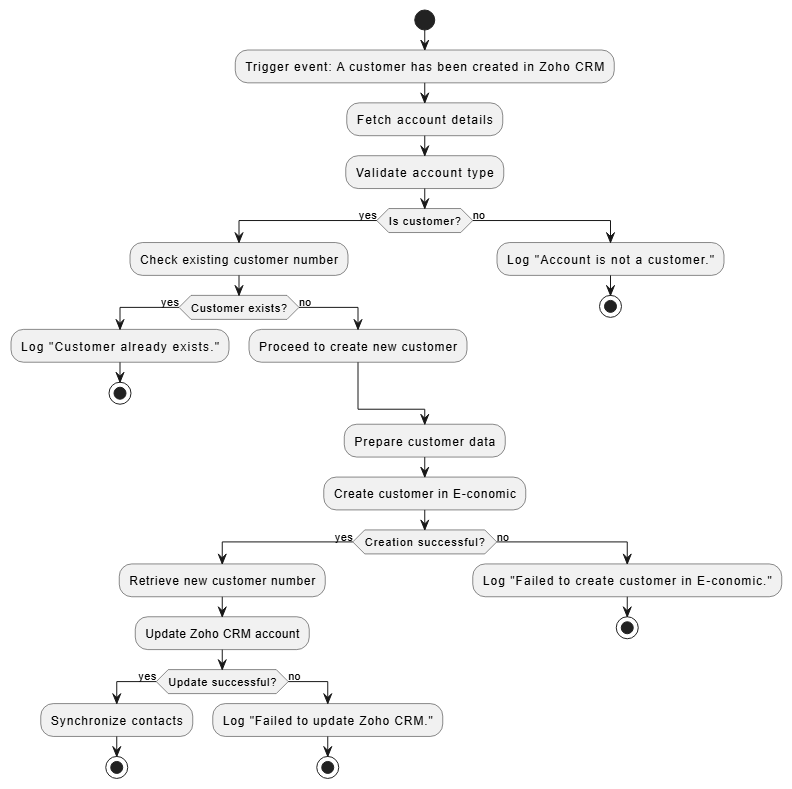 Trigger event: A customer has been created in Zoho CRM
Fetch account details
Validate account type
yes
Is customer?
no
Check existing customer number
Log "Account is not a customer."
yes
Customer exists?
no
Log "Customer already exists."
Proceed to create new customer
Prepare customer data
Create customer in E-conomic
yes
Creation successful?
no
Retrieve new customer number
Log "Failed to create customer in E-conomic."
Update Zoho CRM account
yes
Update successful?
no
Synchronize contacts
Log "Failed to update Zoho CRM."